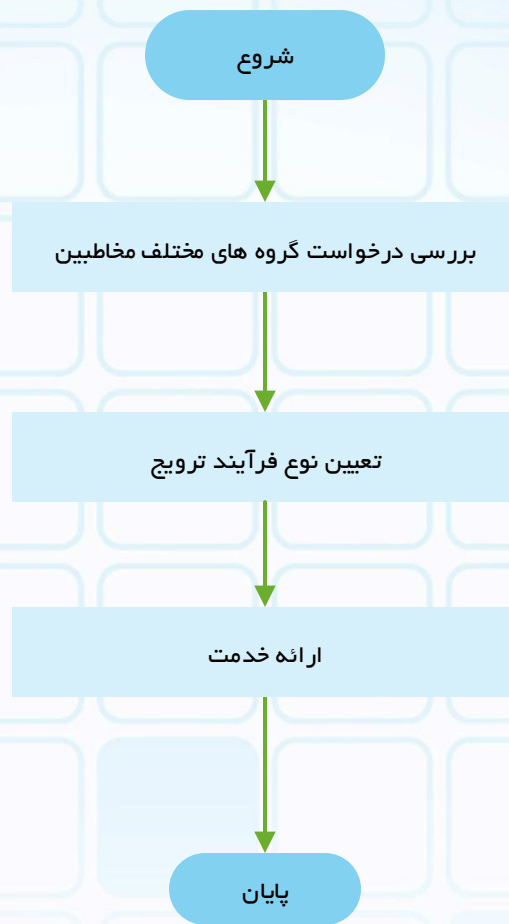 شروع
بررسی درخواست گروه های مختلف مخاطبین
تعیین نوع فرآیند ترویج
ارائه خدمت
پایان